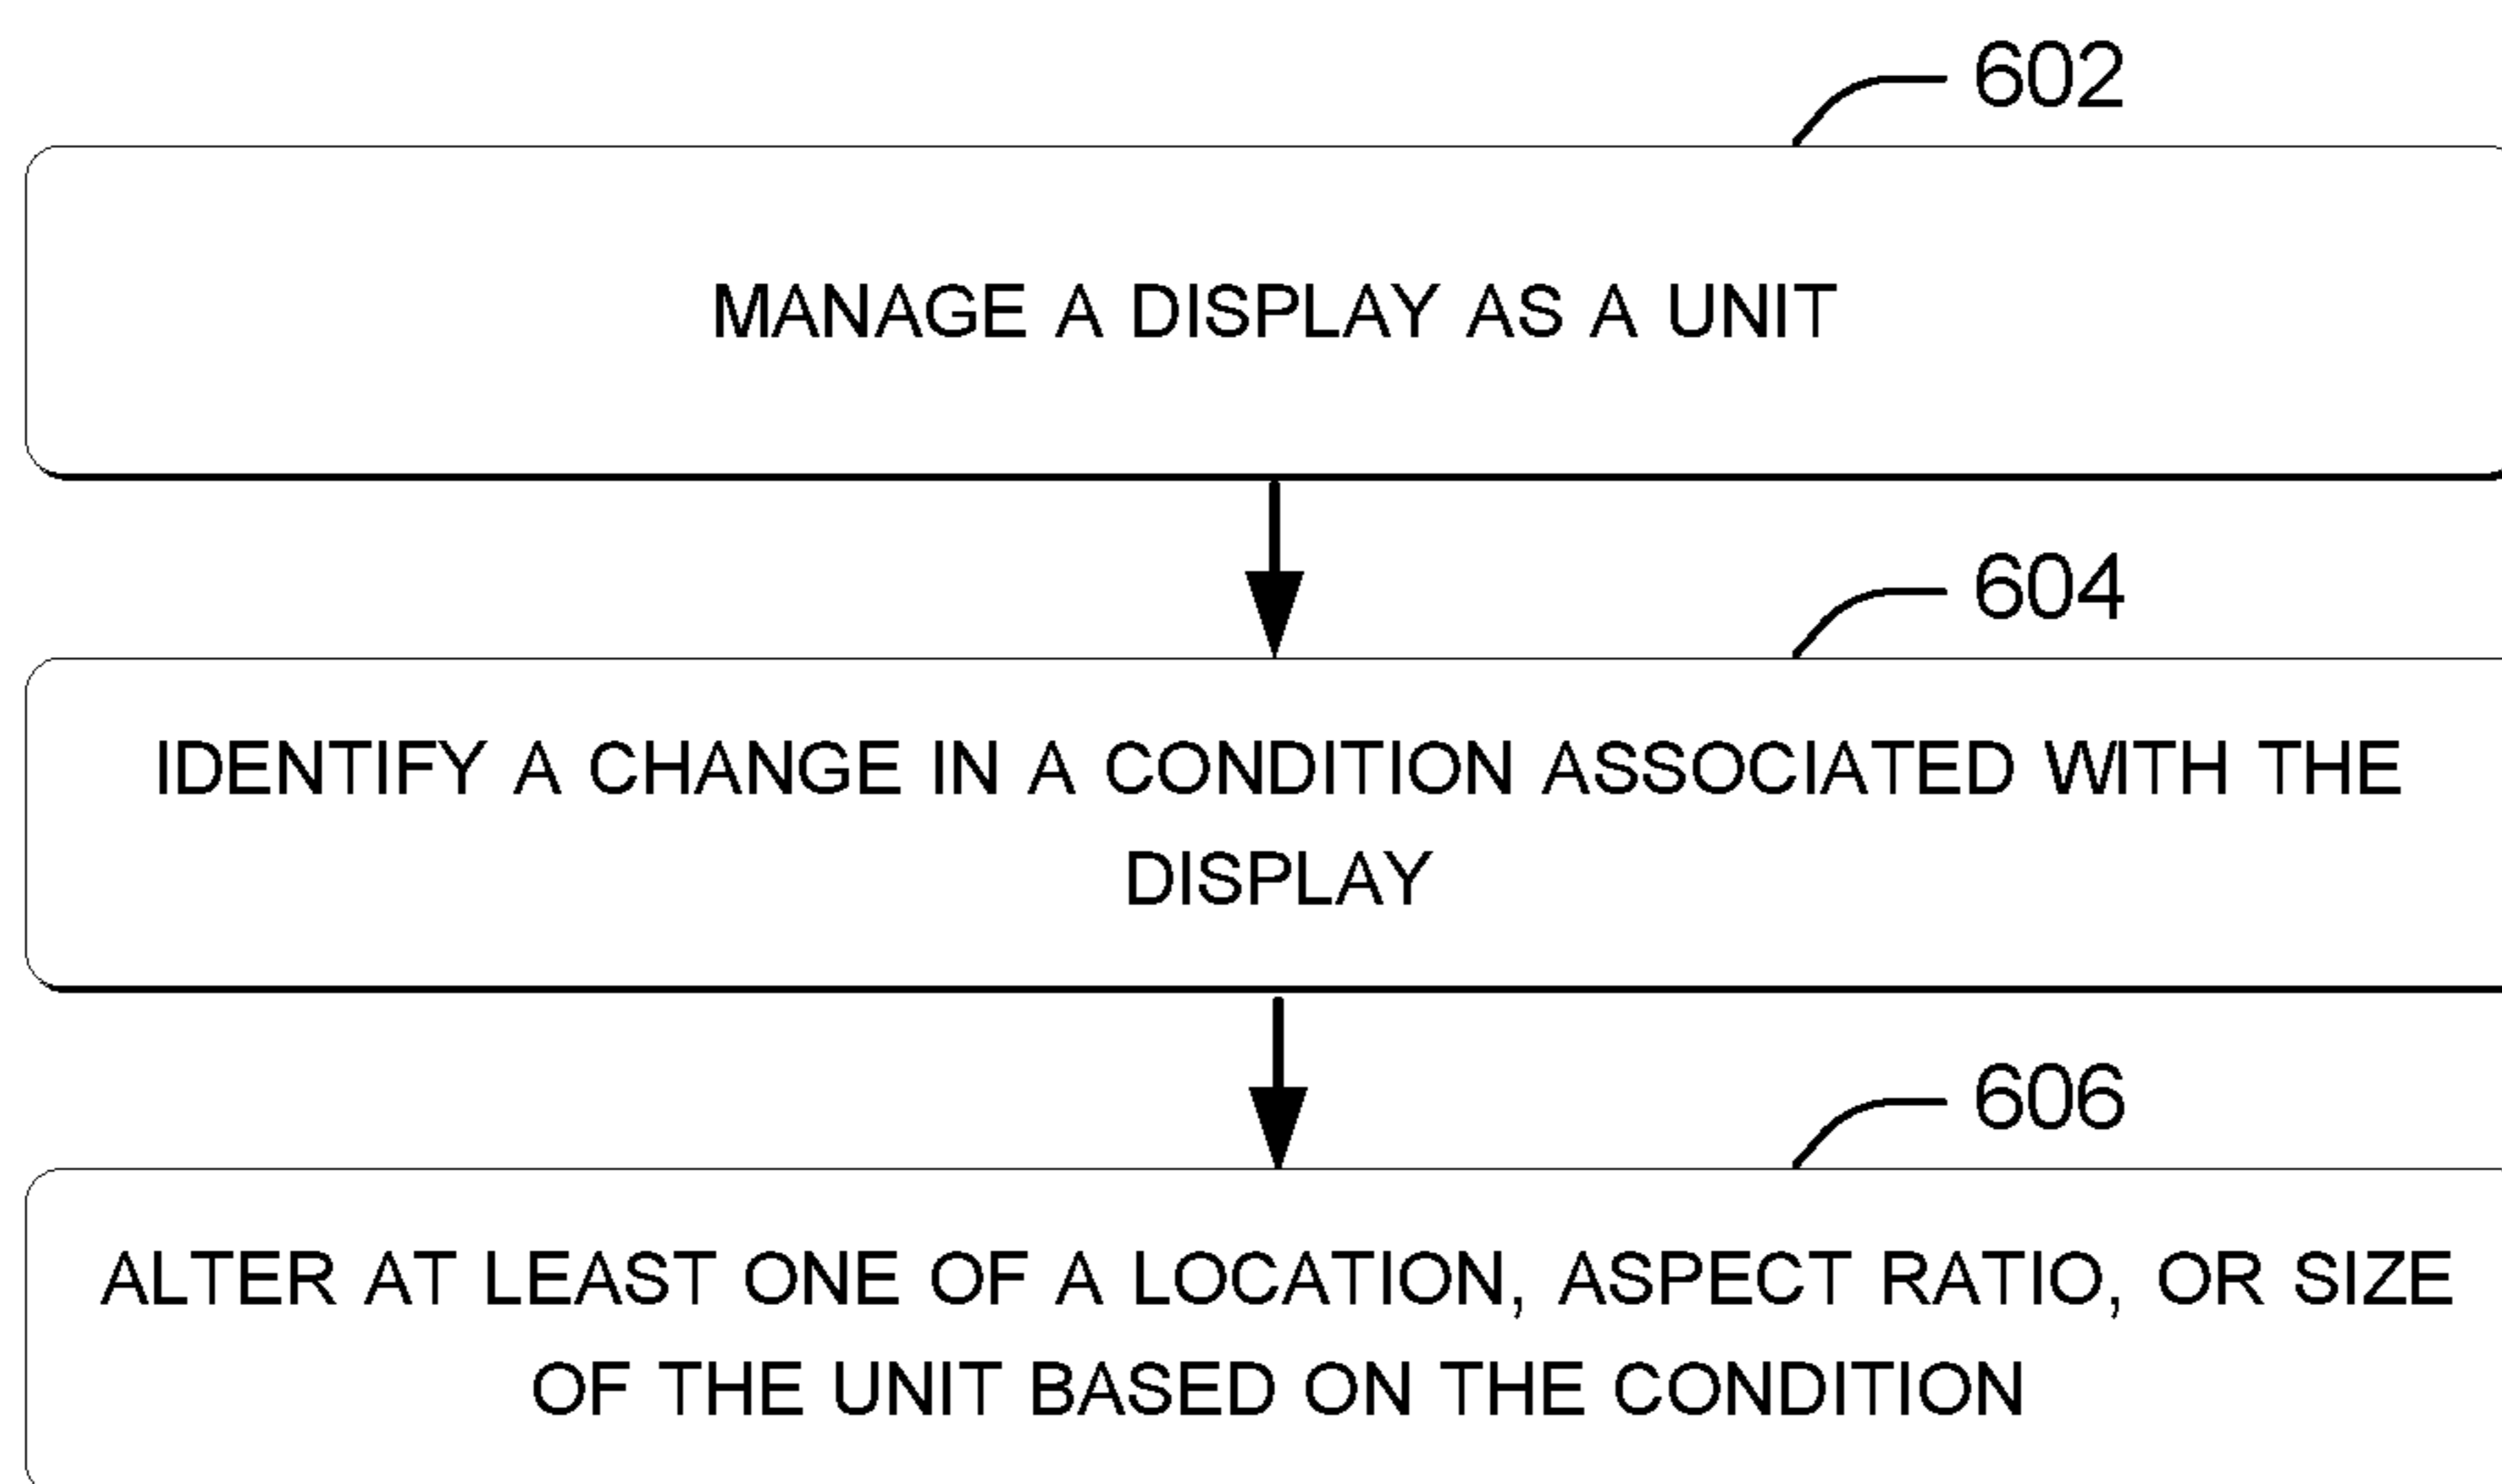 602
MANAGE A DISPLAY AS A UNIT
604
IDENTIFY A CHANGE IN A CONDITION ASSOCIATED WITH THE
DISPLAY
606
ALTER AT LEAST ONE OF A LOCATION, ASPECT RATIO, OR SIZE
OF THE UNIT BASED ON THE CONDITION